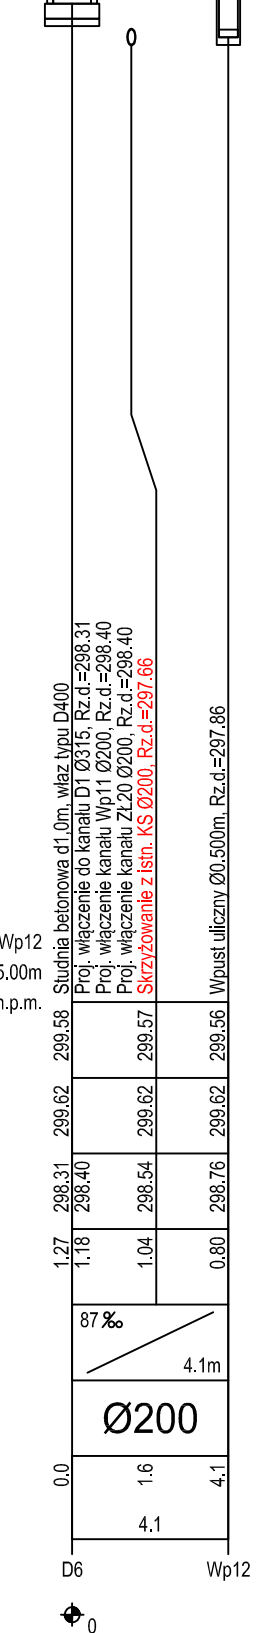 Wp12
5.00m
n.p.m.
Studnia betonowa d1,0m, właz typu D400
Proj. włączenie do kanału D1 Ø315, Rz.d.=298.31
Proj. włączenie kanału Wp11 Ø200, Rz.d.=298.40
Proj. włączenie kanału ZŁ20 Ø200, Rz.d.=298.40
Skrzyżowanie z istn. KS Ø200, Rz.d.=297.66
Wpust uliczny Ø0.500m, Rz.d.=297.86
299.58 299.57 299.56
299.62 299.62 299.62
298.31 298.40 298.54 298.76
1.27 1.18 1.04 0.80
87‰
4.1m
Ø200
0.0 1.6 4.1
4.1
D6 Wp12
0